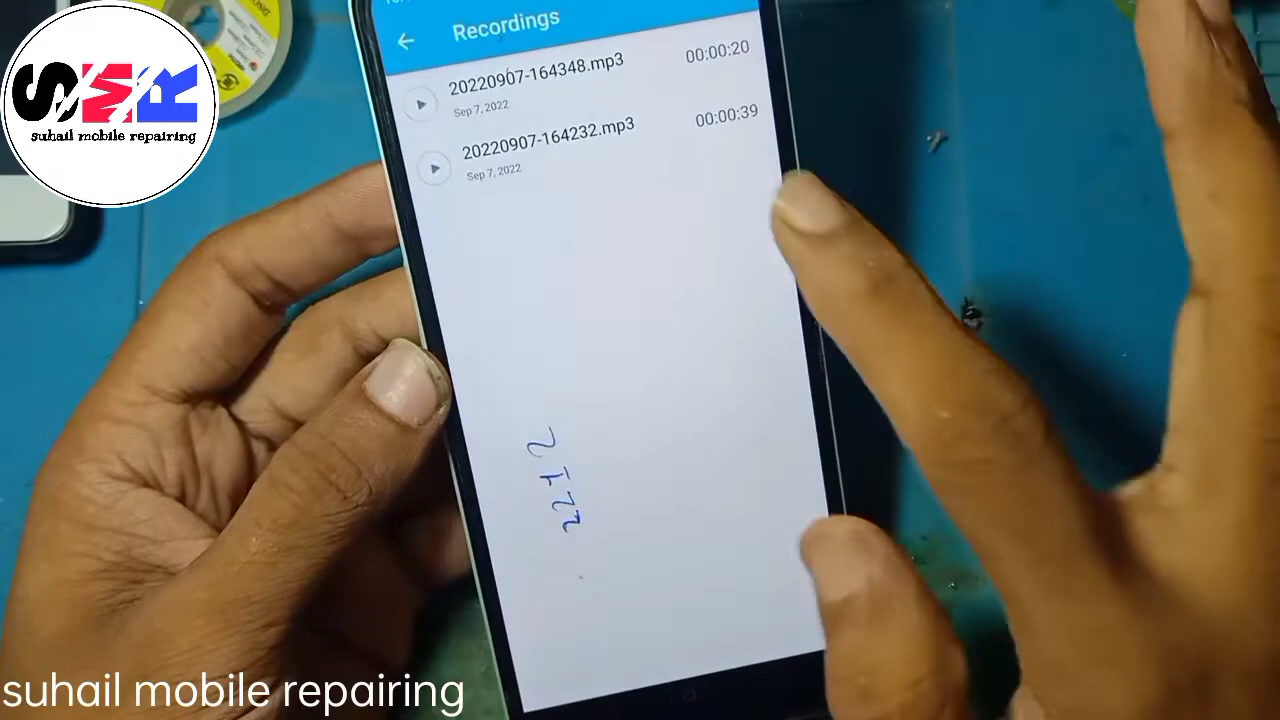 SMR
suhail mobile repairing
Recordings
20220907-164348.mp3
00:00:20
Sep 7, 2022
20220907-164232.mp3
00:00:39
Sep 7, 2022
suhail mobile repairing